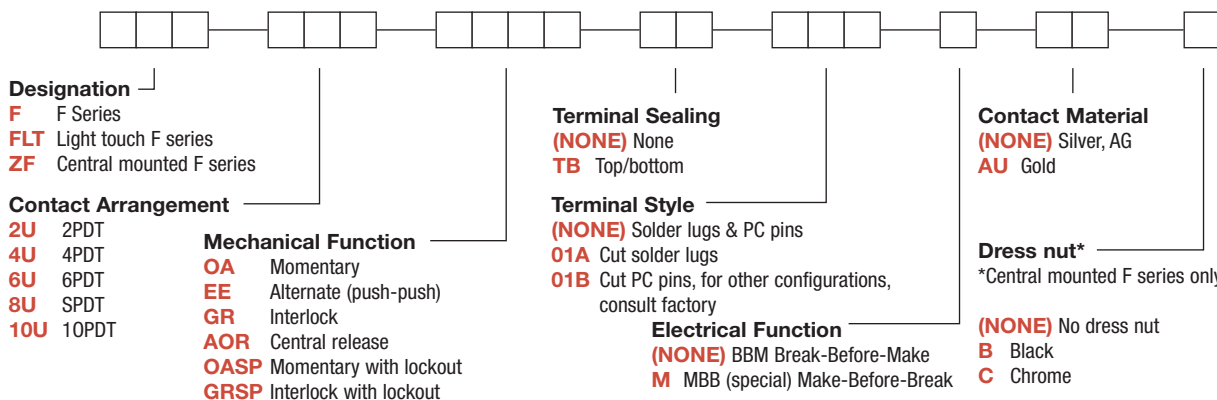 Designation
F F Series
FLT Light touch F series
ZF Central mounted F series
Contact Arrangement
2U 2PDT
4U 4PDT
6U 6PDT
8U SPDT
10U 10PDT
Mechanical Function
OA Momentary
EE Alternate (push-push)
GR Interlock
AOR Central release
OASP Momentary with lockout
GRSP Interlock with lockout
Terminal Sealing
(NONE) None
TB Top/bottom
Terminal Style
(NONE) Solder lugs & PC pins
01A Cut solder lugs
01B Cut PC pins, for other configurations,
consult factory
Electrical Function
(NONE) BBM Break-Before-Make
M MBB (special) Make-Before-Break
Contact Material
(NONE) Silver, AG
AU Gold
Dress nut*
*Central mounted F series only
(NONE) No dress nut
B Black
C Chrome